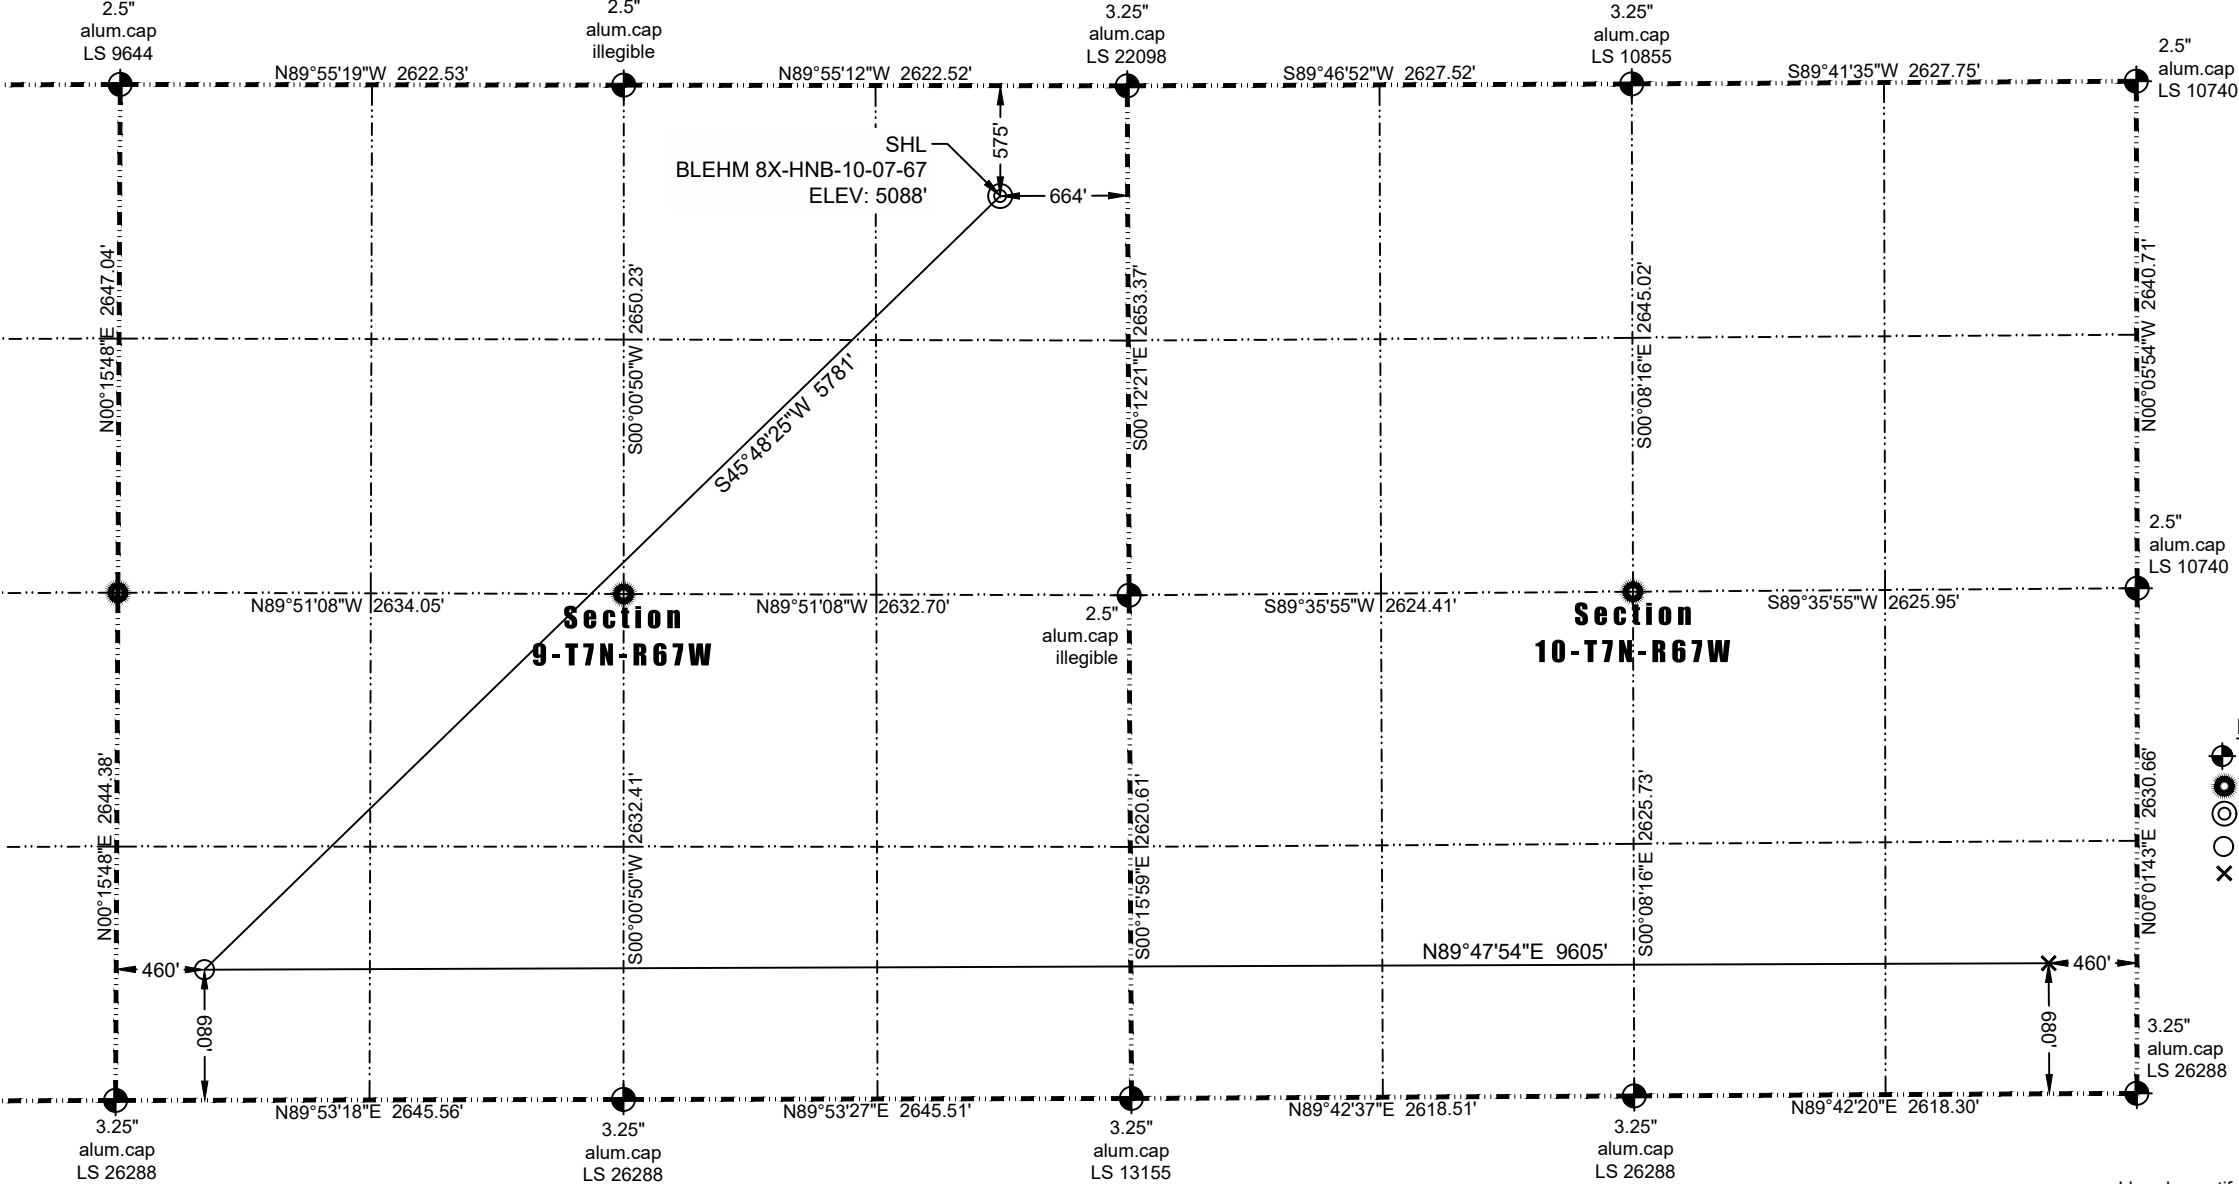 2.5"
alum.cap
LS 9644
2.5"
alum.cap
illegible
3.25"
alum.cap
LS 22098
3.25"
alum.cap
LS 10855
2.5"
alum.cap
LS 10740
N89°55'19"W 2622.53'
N89°55'12"W 2622.52'
S89°46'52"W 2627.52'
S89°41'35"W 2627.75'
SHL
BLEHM 8X-HNB-10-07-67
ELEV: 5088'
575'
664'
N00°15'48"E 2647.04'
S00°00'50"W 2650.23'
S00°12'21"E 2653.37'
S00°08'16"E 2645.02'
N00°05'54"W 2640.71'
S45°48'25"W 5781'
2.5"
alum.cap
LS 10740
N89°51'08"W 2634.05'
N89°51'08"W 2632.70'
S89°35'55"W 2624.41'
S89°35'55"W 2625.95'
Section
9-T7N-R67W
2.5"
alum.cap
illegible
Section
10-T7N-R67W
N00°15'48"E 2644.38'
S00°00'50"W 2632.41'
S00°15'59"E 2620.61'
S00°08'16"E 2625.73'
N00°01'43"E 2630.66'
N89°47'54"E 9605'
460'
460'
680'
680'
3.25"
alum.cap
LS 26288
N89°53'18"E 2645.56'
N89°53'27"E 2645.51'
N89°42'37"E 2618.51'
N89°42'20"E 2618.30'
3.25"
alum.cap
LS 26288
3.25"
alum.cap
LS 26288
3.25"
alum.cap
LS 13155
3.25"
alum.cap
LS 26288